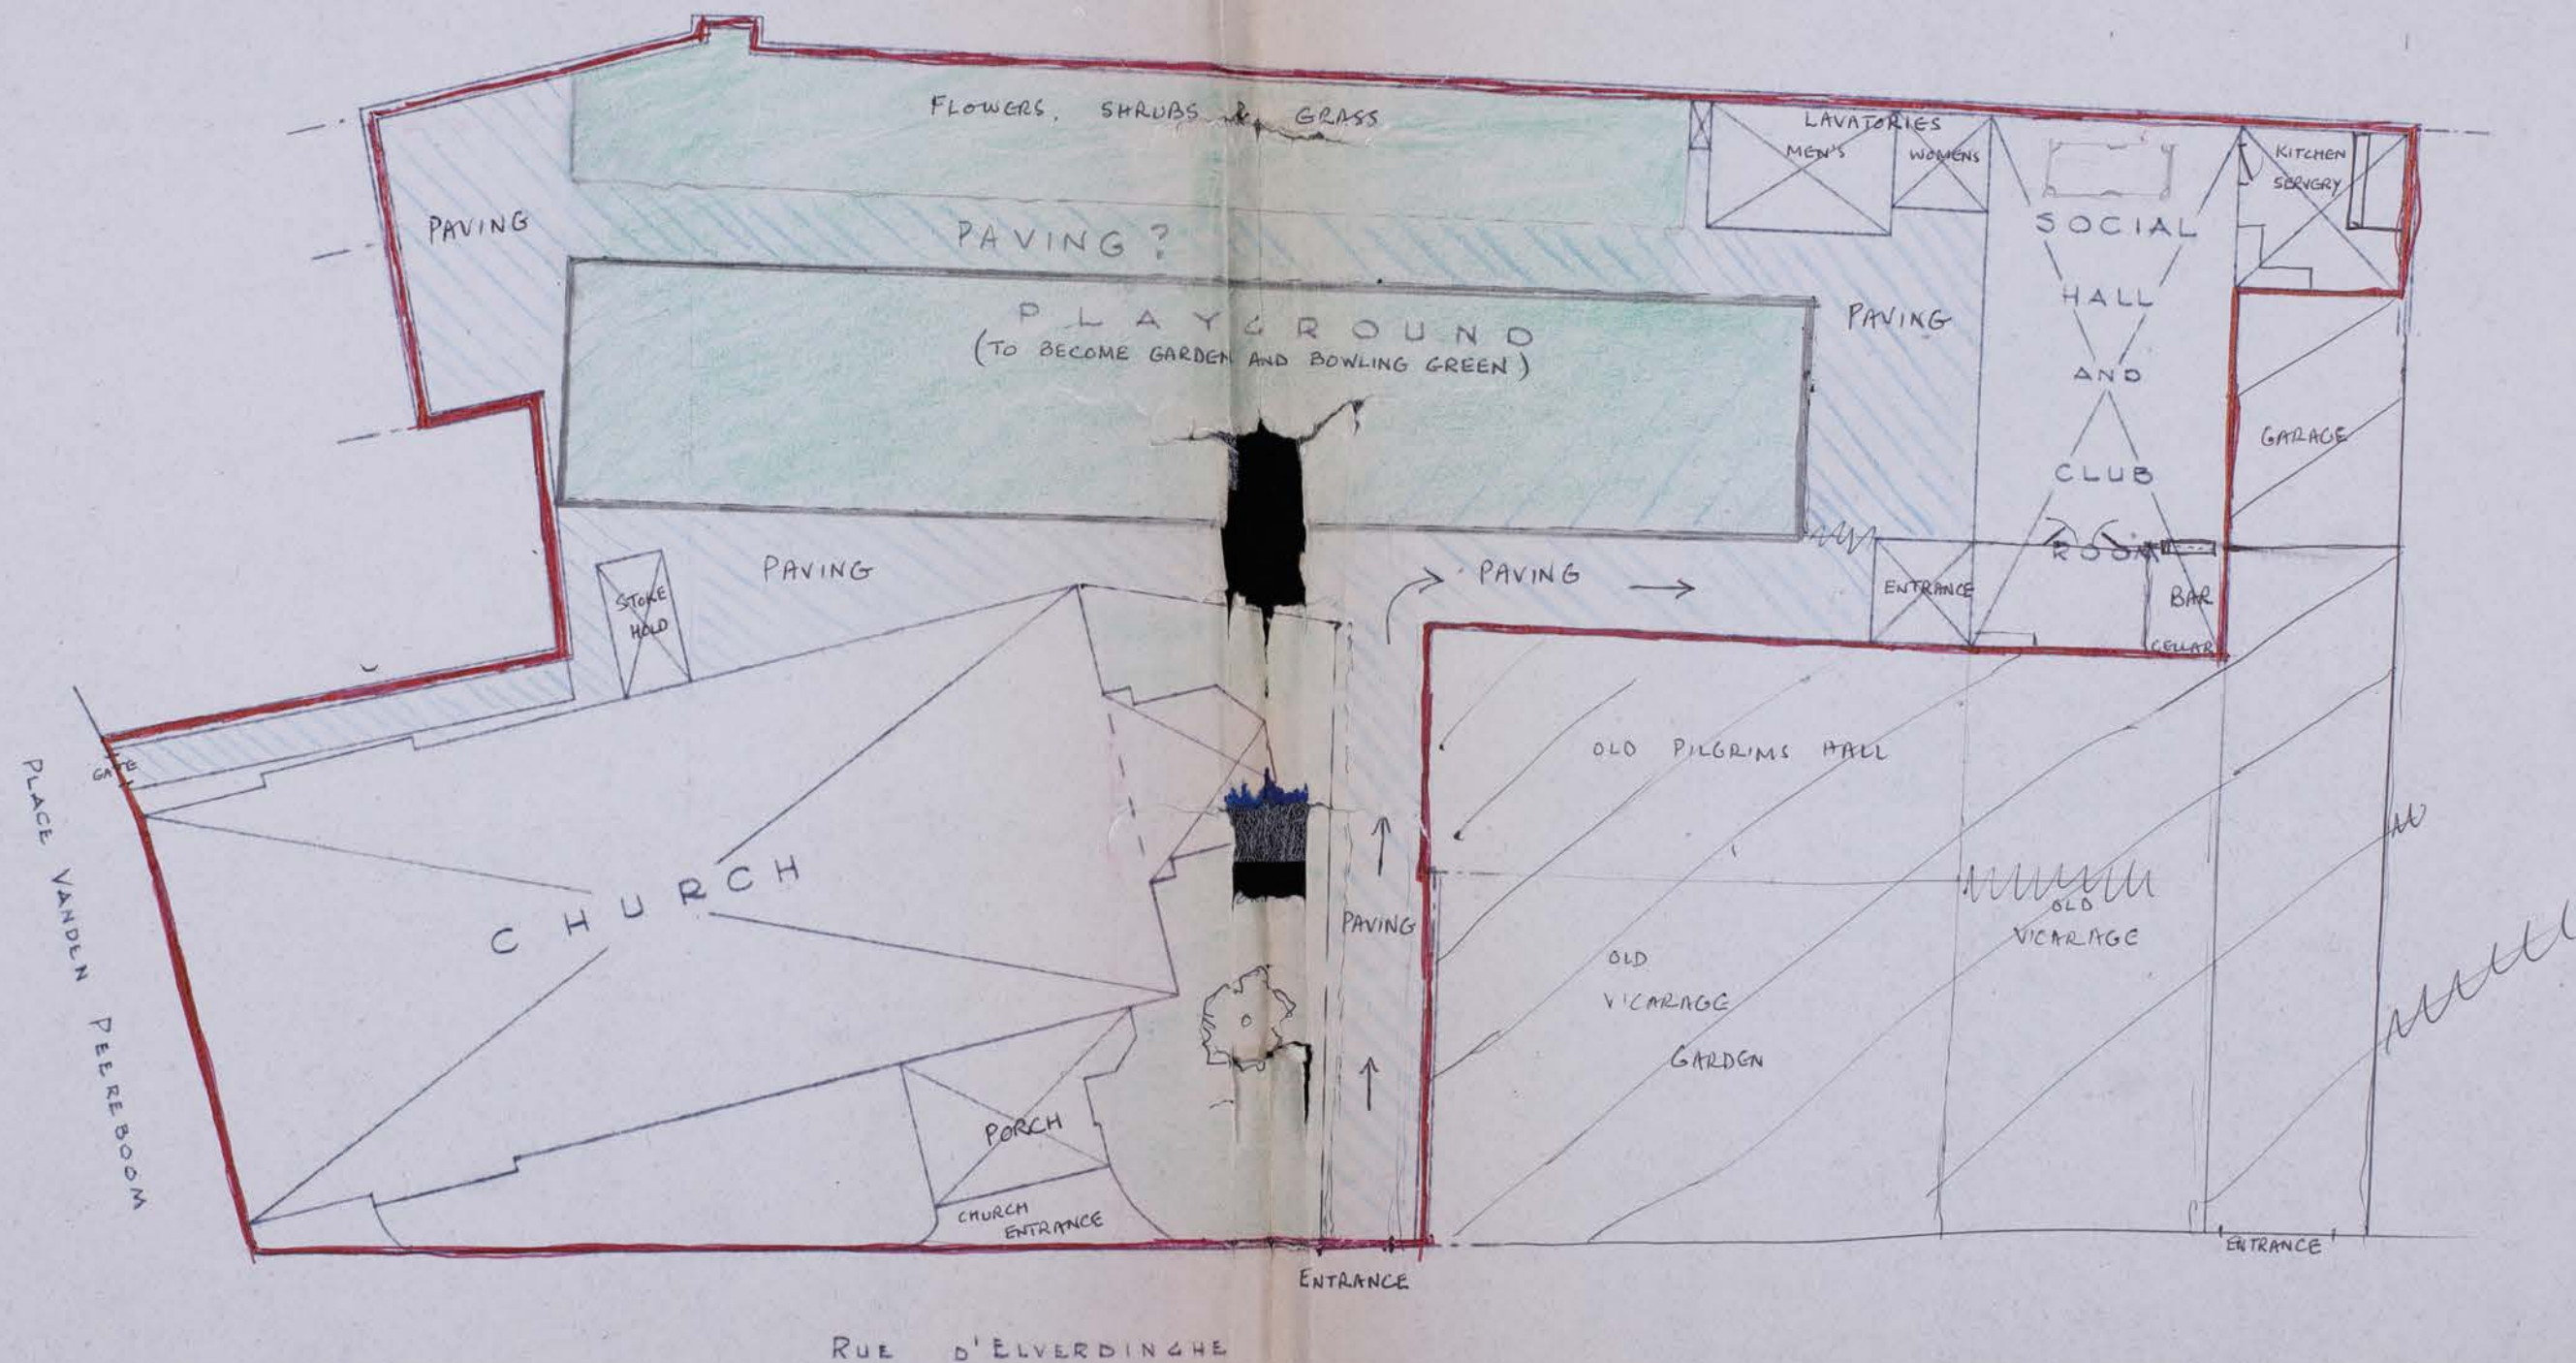 FLOWERS, SHRUBS & GRASS
LAVATORIES
MEN'S
WOMENS
KITCHEN
SERVERY
PAVING
PAVING ?
SOCIAL
HALL
AND
CLUB
ROOM
PLAYGROUND
(TO BECOME GARDEN AND BOWLING GREEN)
PAVING
GARAGE
STOKE
HOLD
PAVING
PAVING
ENTRANCE
BAR
CELLAR
GATE
PLACE VANDEN PEEREBOOM
CHURCH
OLD PILGRIMS HALL
PAVING
OLD
VICARAGE
OLD
VICARAGE
GARDEN
PORCH
CHURCH
ENTRANCE
ENTRANCE
ENTRANCE
RUE D'ELVERDINGHE